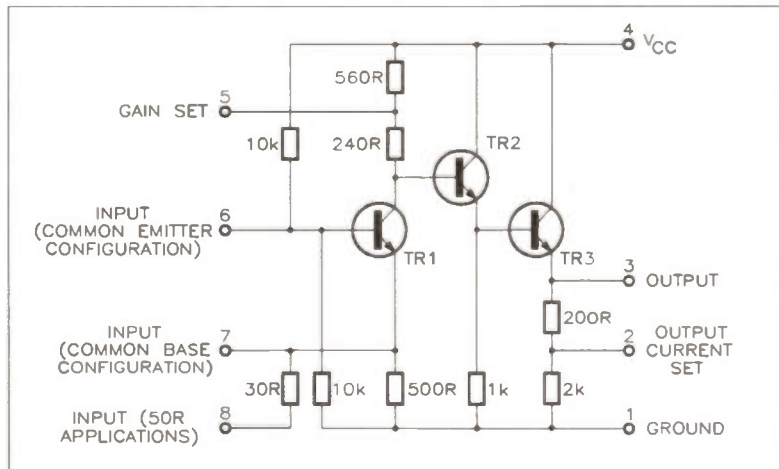 4
V_CC
560R
5
GAIN SET
10k
240R
TR2
INPUT
6
(COMMON EMITTER
CONFIGURATION)
TR1
TR3
3
OUTPUT
200R
INPUT
7
(COMMON BASE
CONFIGURATION)
2
OUTPUT
CURRENT
SET
30R
10k
500R
1k
2k
INPUT (50R
8
APPLICATIONS)
1
GROUND